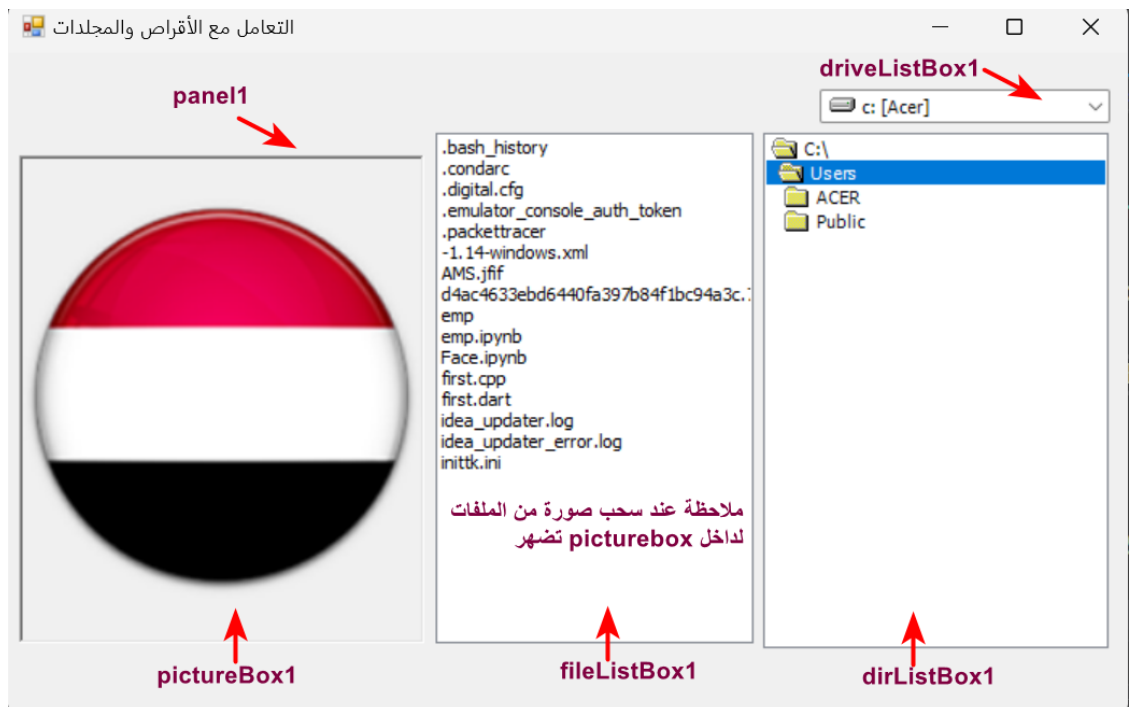 التعامل مع الأقراص والمجلدات
driveListBox1
panel1
c: [Acer]
.bash_history
.condarc
.digital.cfg
.emulator_console_auth_token
.packettracer
-1.14-windows.xml
AMS.jfif
d4ac4633ebd6440fa397b84f1bc94a3c.
emp
emp.ipynb
Face.ipynb
first.cpp
first.dart
idea_updater.log
idea_updater_error.log
inittk.ini
ملاحظة عند سحب صورة من الملفات
لداخل picturebox تضهر
C:\
Users
ACER
Public
pictureBox1
fileListBox1
dirListBox1